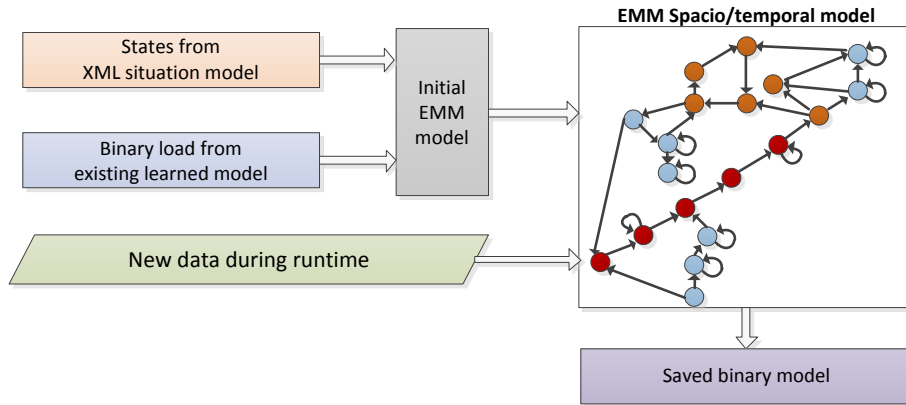 EMM Spacio/temporal model
States from
XML situation model
Initial
EMM
model
Binary load from
existing learned model
New data during runtime
Saved binary model